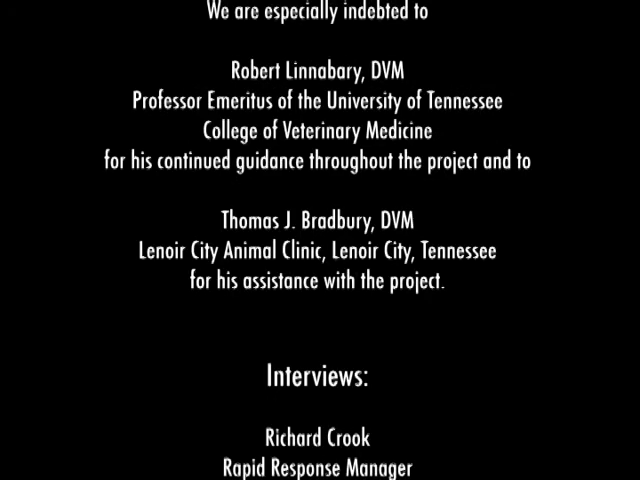 We are especially indebted to
Robert Linnabary, DVM
Professor Emeritus of the University of Tennessee
College of Veterinary Medicine
for his continued guidance throughout the project and to
Thomas J. Bradbury, DVM
Lenoir City Animal Clinic, Lenoir City, Tennessee
for his assistance with the project.
Interviews:
Richard Crook
Rapid Response Manager